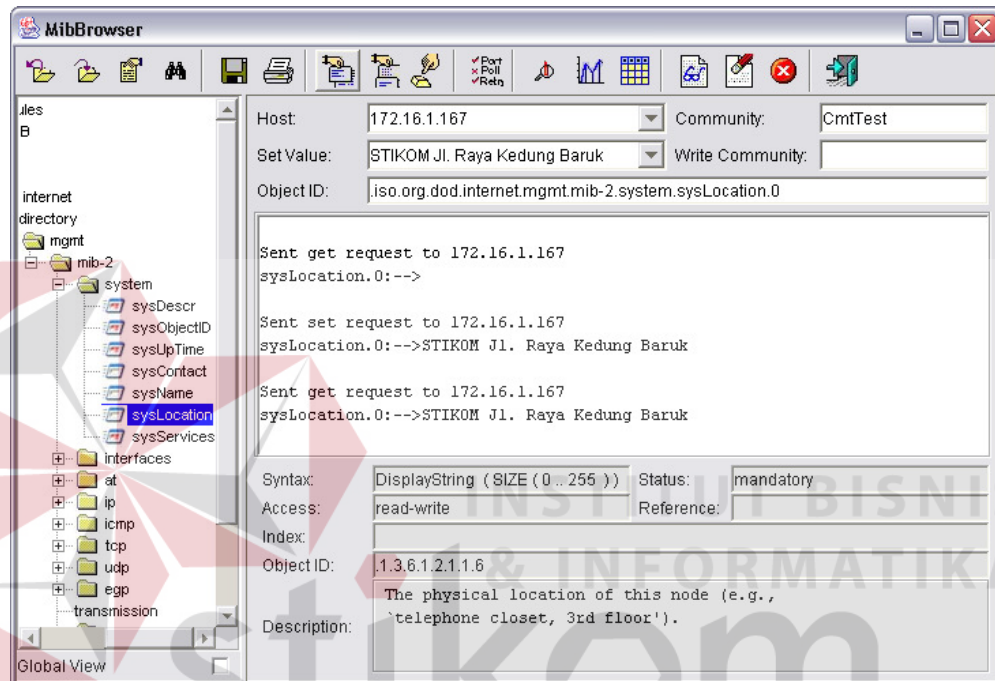 MibBrowser
Port
Poll
Retry
ules
B
internet
directory
mgmt
mib-2
system
sysDescr
sysObjectID
sysUpTime
sysContact
sysName
sysLocation
sysServices
interfaces
at
ip
icmp
tcp
udp
egp
transmission
Global View
Host: 172.16.1.167 Community: CmtTest
Set Value: STIKOM Jl. Raya Kedung Baruk Write Community:
Object ID: .iso.org.dod.internet.mgmt.mib-2.system.sysLocation.0
Sent get request to 172.16.1.167
sysLocation.0:-->
Sent set request to 172.16.1.167
sysLocation.0:-->STIKOM Jl. Raya Kedung Baruk
Sent get request to 172.16.1.167
sysLocation.0:-->STIKOM Jl. Raya Kedung Baruk
Syntax: DisplayString ( SIZE ( 0 .. 255 )) Status: mandatory
Access: read-write Reference:
Index:
Object ID: .1.3.6.1.2.1.1.6
Description: The physical location of this node (e.g.,
`telephone closet, 3rd floor').
INSTITUT BISNI
& INFORMATIKA
stikom